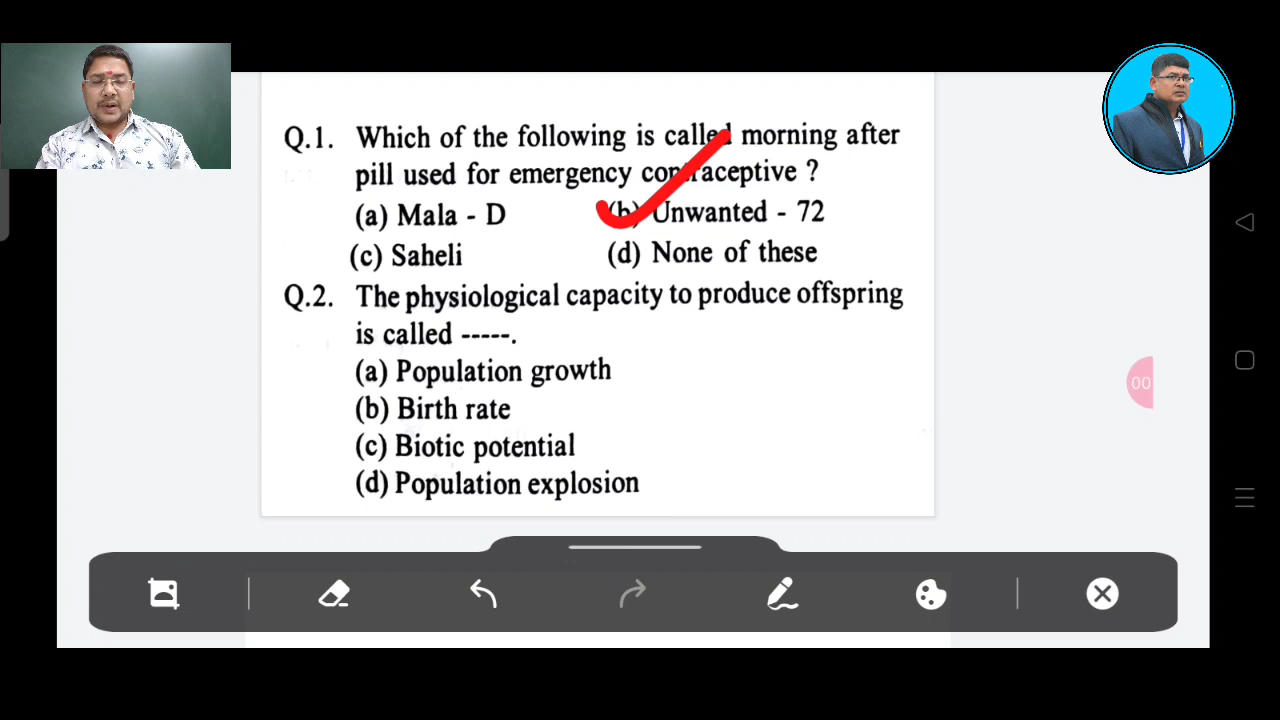 Q.1. Which of the following is called morning after
pill used for emergency contraceptive ?
(a) Mala - D (b) Unwanted - 72
(c) Saheli (d) None of these
Q.2. The physiological capacity to produce offspring
is called -----.
(a) Population growth
(b) Birth rate
(c) Biotic potential
(d) Population explosion
00